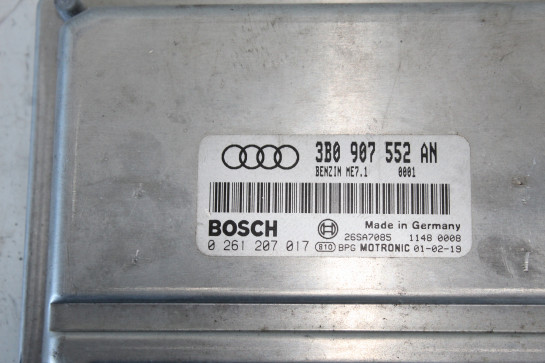 3B0 907 552 AN
BENZIN ME7.1 0001
BOSCH Made in Germany
26SA7085 1148 0008
0 261 207 017 B10 BPG MOTRONIC 01-02-19